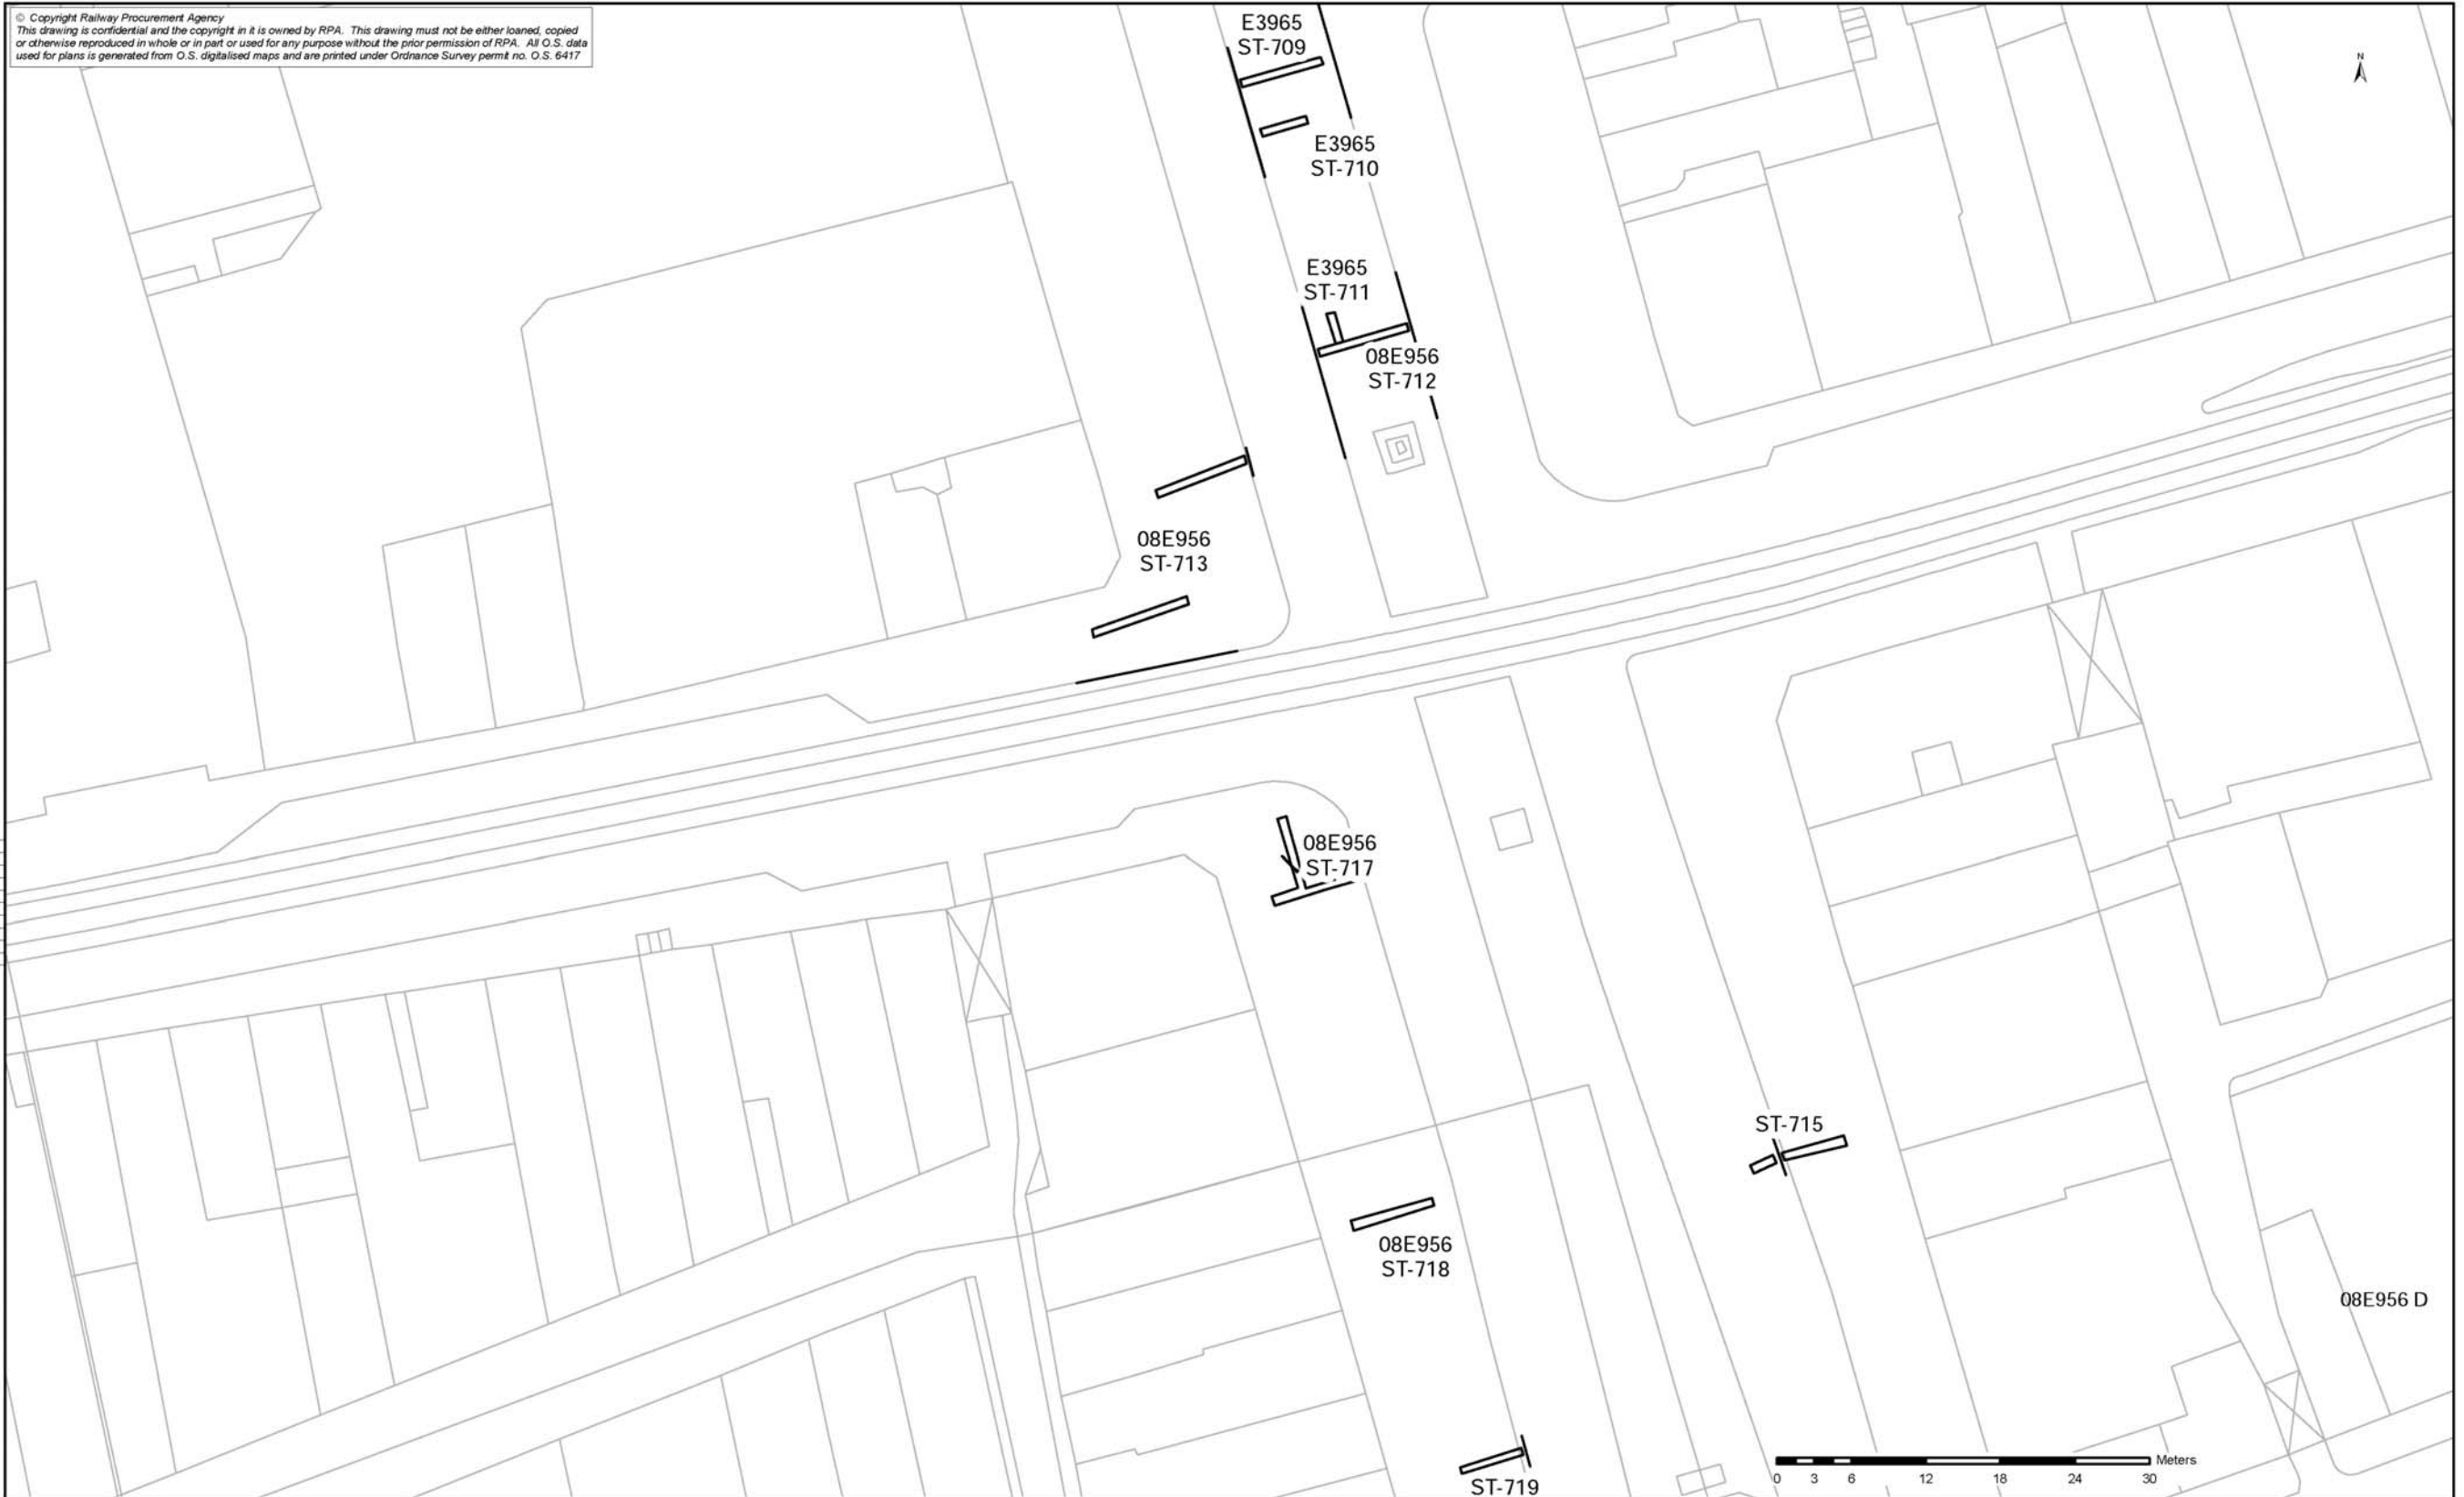 © Copyright Railway Procurement Agency
This drawing is confidential and the copyright in it is owned by RPA. This drawing must not be either loaned, copied
or otherwise reproduced in whole or in part or used for any purpose without the prior permission of RPA. All O.S. data
used for plans is generated from O.S. digitalised maps and are printed under Ordnance Survey permit no. O.S. 6417
E3965
ST-709
N
E3965
ST-710
E3965
ST-711
08E956
ST-712
08E956
ST-713
08E956
ST-717
ST-715
08E956
ST-718
08E956 D
ST-719
Meters
0 3 6 12 18 24 30